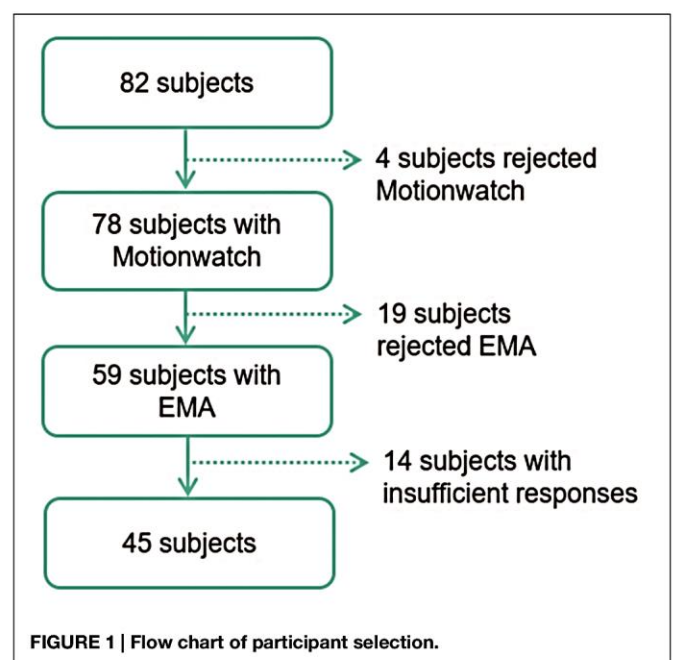 82 subjects
4 subjects rejected
Motionwatch
78 subjects with
Motionwatch
19 subjects
rejected EMA
59 subjects with
EMA
14 subjects with
insufficient responses
45 subjects
FIGURE 1 | Flow chart of participant selection.